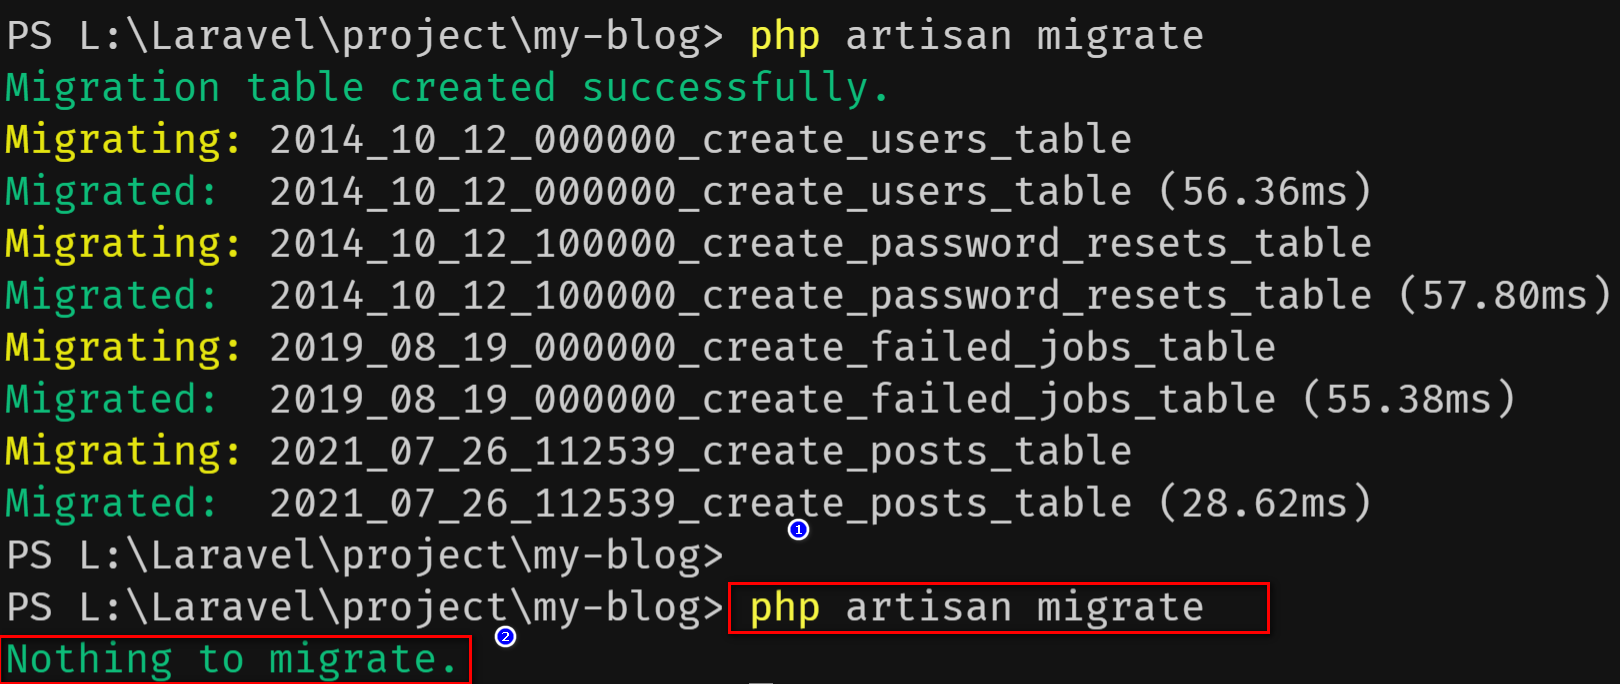 PS L:\Laravel\project\my-blog> php artisan migrate
Migration table created successfully.
Migrating: 2014_10_12_000000_create_users_table
Migrated:  2014_10_12_000000_create_users_table (56.36ms)
Migrating: 2014_10_12_100000_create_password_resets_table
Migrated:  2014_10_12_100000_create_password_resets_table (57.80ms)
Migrating: 2019_08_19_000000_create_failed_jobs_table
Migrated:  2019_08_19_000000_create_failed_jobs_table (55.38ms)
Migrating: 2021_07_26_112539_create_posts_table
Migrated:  2021_07_26_112539_create_posts_table (28.62ms)
1
PS L:\Laravel\project\my-blog>
PS L:\Laravel\project\my-blog> php artisan migrate
2
Nothing to migrate.